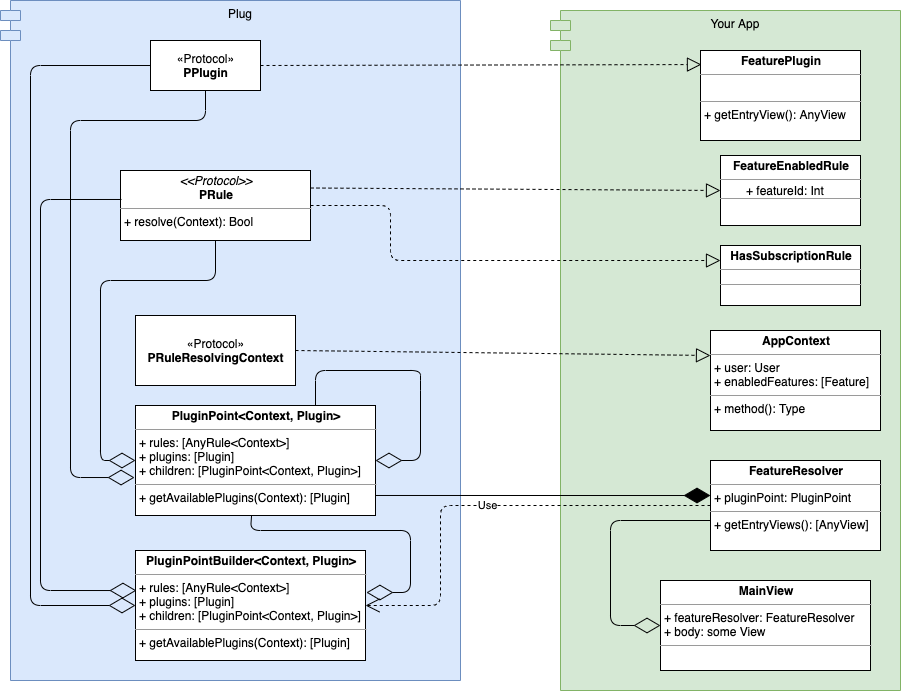 Plug
«Protocol»
PPlugin
<<Protocol>>
PRule
+ resolve(Context): Bool
«Protocol»
PRuleResolvingContext
PluginPoint<Context, Plugin>
+ rules: [AnyRule<Context>]
+ plugins: [Plugin]
+ children: [PluginPoint<Context, Plugin>]
+ getAvailablePlugins(Context): [Plugin]
PluginPointBuilder<Context, Plugin>
+ rules: [AnyRule<Context>]
+ plugins: [Plugin]
+ children: [PluginPoint<Context, Plugin>]
+ getAvailablePlugins(Context): [Plugin]
Use
Your App
FeaturePlugin
+ getEntryView(): AnyView
FeatureEnabledRule
+ featureId: Int
HasSubscriptionRule
AppContext
+ user: User
+ enabledFeatures: [Feature]
+ method(): Type
FeatureResolver
+ pluginPoint: PluginPoint
+ getEntryViews(): [AnyView]
MainView
+ featureResolver: FeatureResolver
+ body: some View